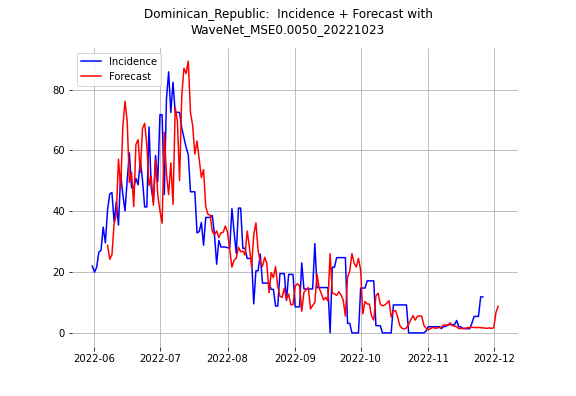 Dominican_Republic:  Incidence + Forecast with
WaveNet_MSE0.0050_20221023
Incidence
Forecast
80
60
40
20
0
2022-06 2022-07 2022-08 2022-09 2022-10 2022-11 2022-12